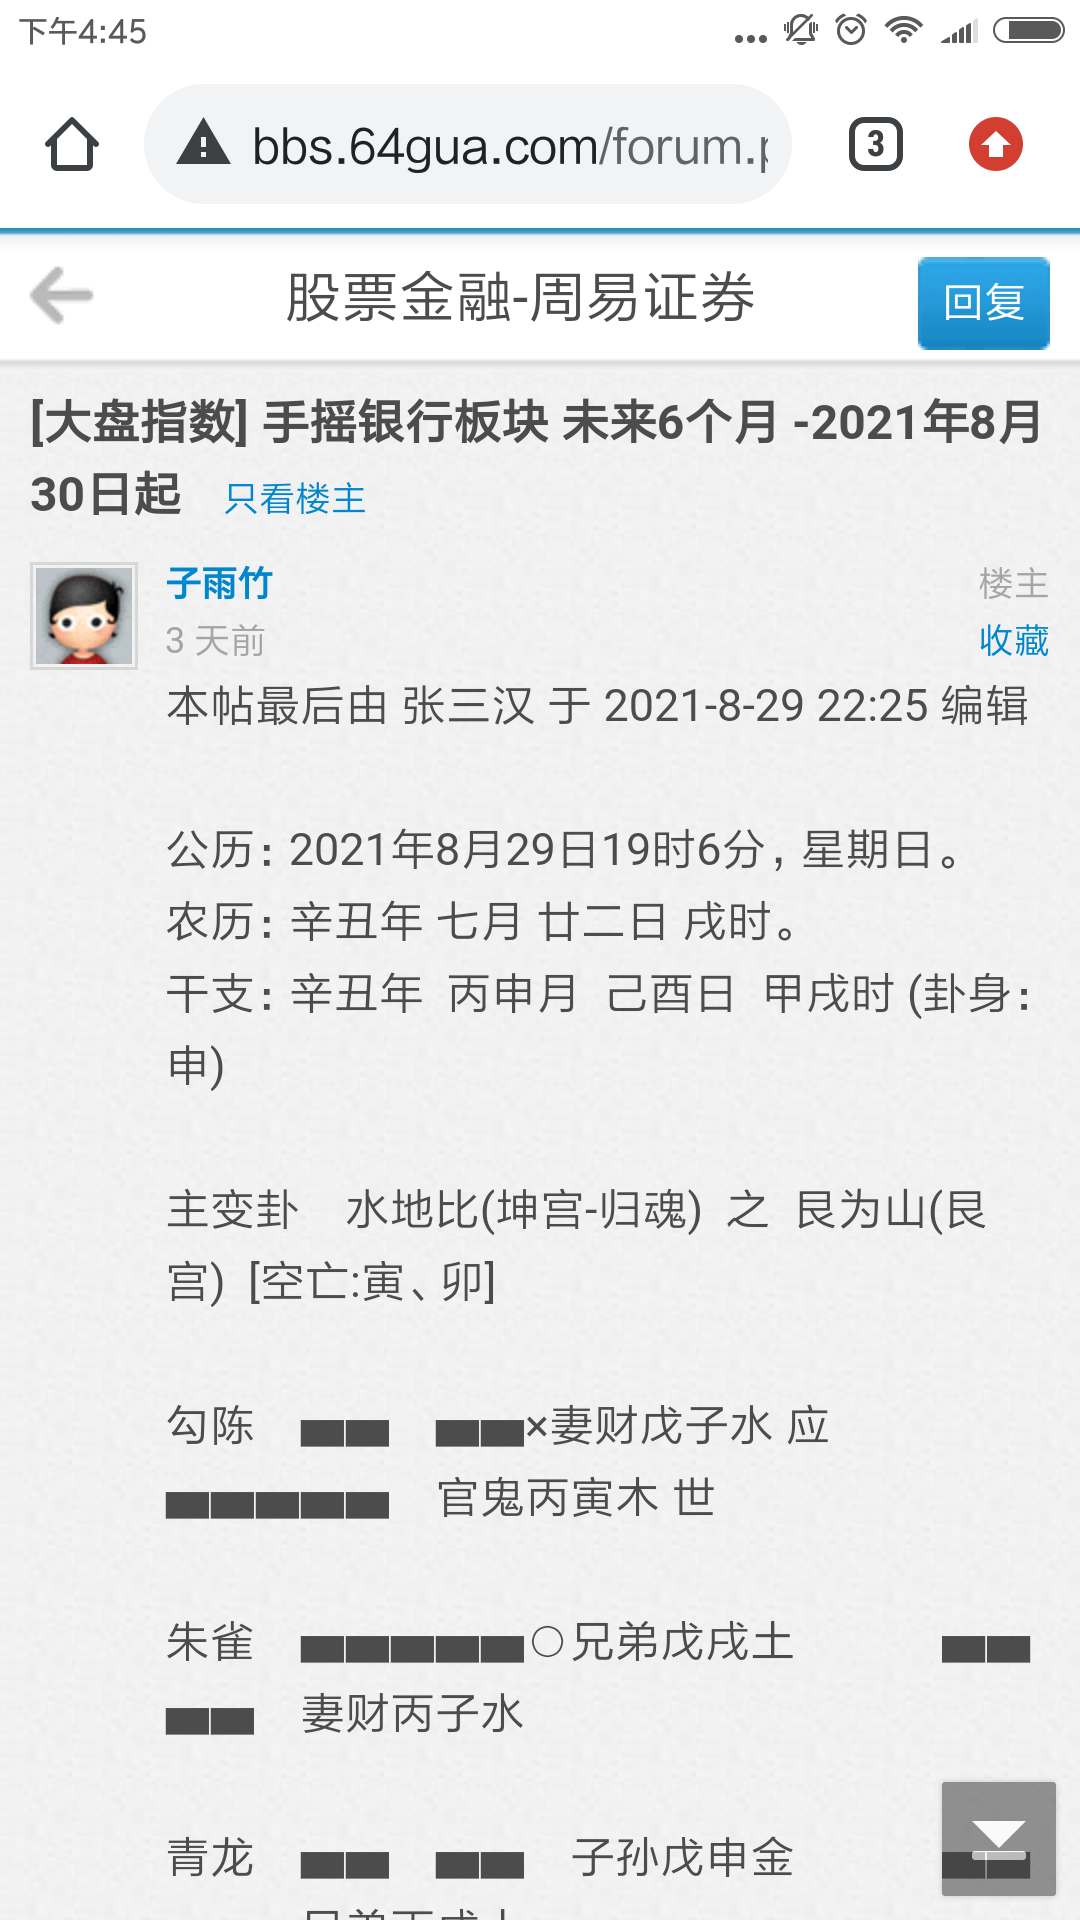 下午4:45
bbs.64gua.com/forum.p
3
股票金融-周易证券
回复
[大盘指数] 手摇银行板块 未来6个月 -2021年8月
30日起 只看楼主
子雨竹
楼主
3 天前
收藏
本帖最后由 张三汉 于 2021-8-29 22:25 编辑
公历：2021年8月29日19时6分，星期日。
农历：辛丑年 七月 廿二日 戌时。
干支：辛丑年 丙申月 己酉日 甲戌时 (卦身：
申)
主变卦 水地比(坤宫-归魂) 之 艮为山(艮
宫) [空亡:寅、卯]
勾陈 ▅▅ ▅▅×妻财戊子水 应
▅▅▅▅▅ 官鬼丙寅木 世
朱雀 ▅▅▅▅▅○兄弟戊戌土 ▅▅
▅▅ 妻财丙子水
青龙 ▅▅ ▅▅ 子孙戊申金 ▅▅